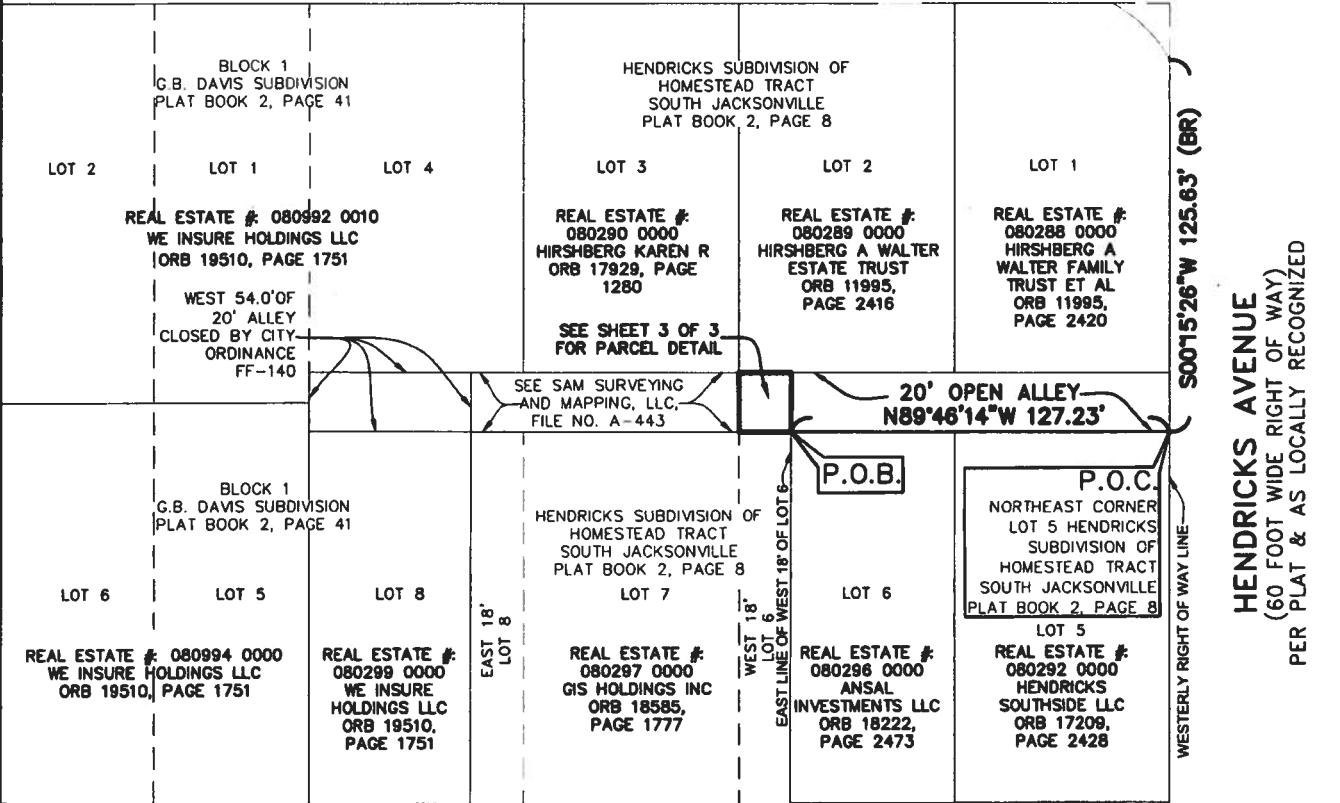 BLOCK 1
G.B. DAVIS SUBDIVISION
PLAT BOOK 2, PAGE 41
HENDRICKS SUBDIVISION OF
HOMESTEAD TRACT
SOUTH JACKSONVILLE
PLAT BOOK 2, PAGE 8
LOT 2
LOT 1
LOT 4
LOT 3
LOT 2
LOT 1
REAL ESTATE #: 080992 0010
WE INSURE HOLDINGS LLC
ORB 19510, PAGE 1751
REAL ESTATE #:
080290 0000
HIRSHBERG KAREN R
ORB 17929, PAGE
1280
REAL ESTATE #:
080289 0000
HIRSHBERG A WALTER
ESTATE TRUST
ORB 11995,
PAGE 2416
REAL ESTATE #:
080288 0000
HIRSHBERG A
WALTER FAMILY
TRUST ET AL
ORB 11995,
PAGE 2420
S00°15'26"W 125.63' (BR)
HENDRICKS AVENUE
(60 FOOT WIDE RIGHT OF WAY)
PER PLAT & AS LOCALLY RECOGNIZED
WEST 54.0'OF
20' ALLEY
CLOSED BY CITY
ORDINANCE
FF-140
SEE SHEET 3 OF 3
FOR PARCEL DETAIL
SEE SAM SURVEYING
AND MAPPING, LLC,
FILE NO. A-443
20' OPEN ALLEY
N89°46'14"W 127.23'
P.O.B.
P.O.C.
NORTHEAST CORNER
LOT 5 HENDRICKS
SUBDIVISION OF
HOMESTEAD TRACT
SOUTH JACKSONVILLE
PLAT BOOK 2, PAGE 8
BLOCK 1
G.B. DAVIS SUBDIVISION
PLAT BOOK 2, PAGE 41
HENDRICKS SUBDIVISION OF
HOMESTEAD TRACT
SOUTH JACKSONVILLE
PLAT BOOK 2, PAGE 8
LOT 6
LOT 5
LOT 8
EAST 18'
LOT 8
LOT 7
WEST 18'
LOT 6
EAST LINE OF WEST 18' OF LOT 6
LOT 6
LOT 5
WESTERLY RIGHT OF WAY LINE
REAL ESTATE #: 080994 0000
WE INSURE HOLDINGS LLC
ORB 19510, PAGE 1751
REAL ESTATE #:
080299 0000
WE INSURE
HOLDINGS LLC
ORB 19510,
PAGE 1751
REAL ESTATE #:
080297 0000
GIS HOLDINGS INC
ORB 18585,
PAGE 1777
REAL ESTATE #:
080296 0000
ANSAL
INVESTMENTS LLC
ORB 18222,
PAGE 2473
REAL ESTATE #:
080292 0000
HENDRICKS
SOUTHSIDE LLC
ORB 17209,
PAGE 2428